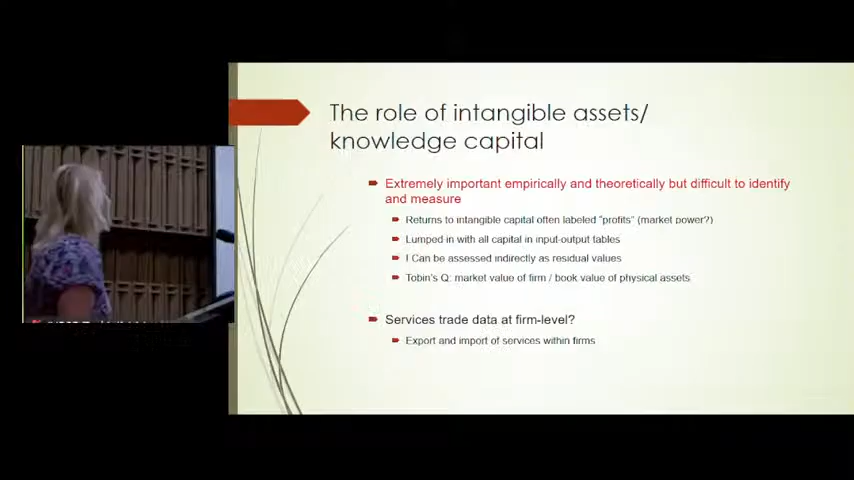 The role of intangible assets/
knowledge capital
Extremely important empirically and theoretically but difficult to identify
and measure
Returns to intangible capital often labeled "profits" (market power?)
Lumped in with all capital in input-output tables
! Can be assessed indirectly as residual values
Tobin's Q: market value of firm / book value of physical assets
Services trade data at firm-level?
Export and import of services within firms